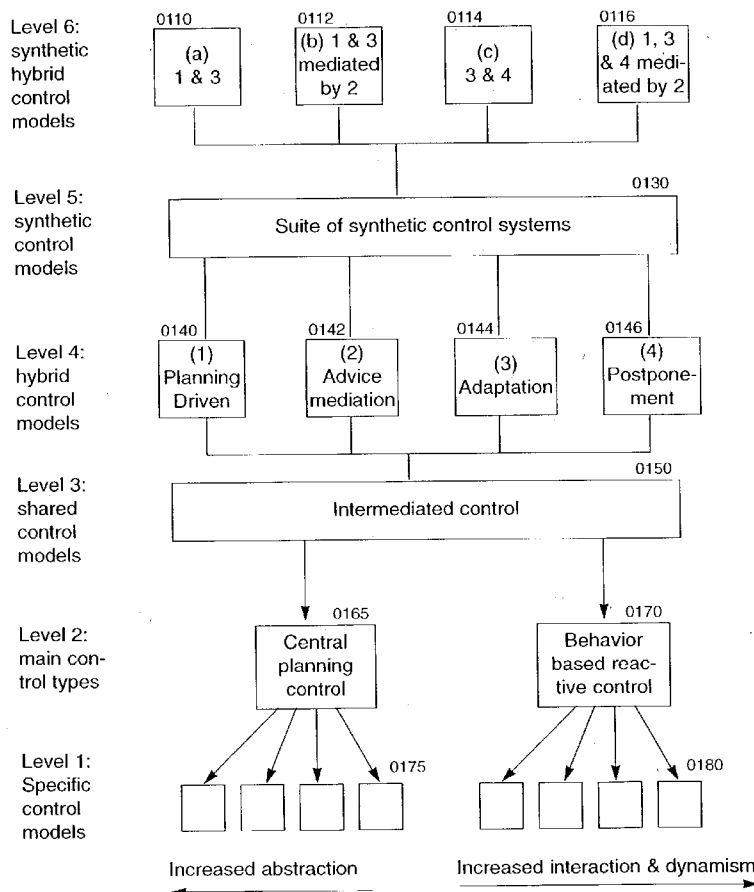 Level 6:
synthetic
hybrid
control
models
0110
(a)
1 & 3
0112
(b) 1 & 3
mediated
by 2
0114
(c)
3 & 4
0116
(d) 1, 3
& 4 medi-
ated by 2
Level 5:
synthetic
control
models
0130
Suite of synthetic control systems
Level 4:
hybrid
control
models
0140
(1)
Planning
Driven
0142
(2)
Advice
mediation
0144
(3)
Adaptation
0146
(4)
Postpone-
ment
Level 3:
shared
control
models
0150
Intermediated control
Level 2:
main con-
trol types
0165
Central
planning
control
0170
Behavior
based reac-
tive control
Level 1:
Specific
control
models
0175
0180
Increased abstraction
Increased interaction & dynamism